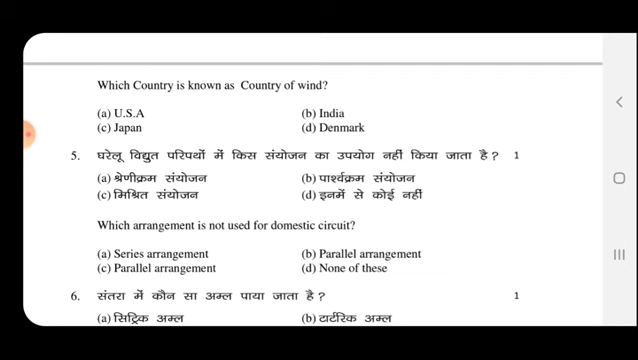 Which Country is known as Country of wind?
(a) U.S.A (b) India
(c) Japan (d) Denmark
5. घरेलू विद्युत परिपथों में किस संयोजन का उपयोग नहीं किया जाता है? 1
(a) श्रेणीक्रम संयोजन (b) पार्श्वक्रम संयोजन
(c) मिश्रित संयोजन (d) इनमें से कोई नहीं
Which arrangement is not used for domestic circuit?
(a) Series arrangement (b) Parallel arrangement
(c) Parallel arrangement (d) None of these
6. संतरा में कौन सा अम्ल पाया जाता है? 1
(a) सिट्रिक अम्ल (b) टार्टरिक अम्ल